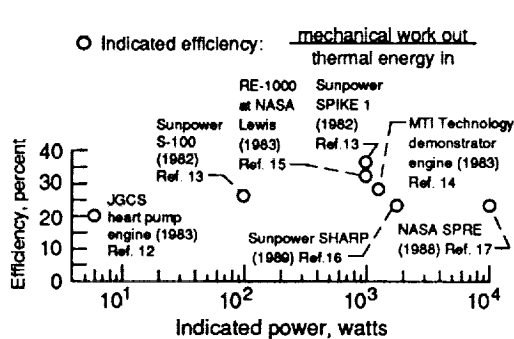 Indicated efficiency: mechanical work out
thermal energy in
RE-1000
at NASA
Lewis
(1983)
Ref. 15
Sunpower
SPIKE 1
(1982)
Ref.13
Sunpower
S-100
(1982)
Ref. 13
MTI Technology
demonstrator
engine (1983)
Ref. 14
JGCS
heart pump
engine (1983)
Ref. 12
Sunpower SHARP
(1989) Ref.16
NASA SPRE
(1988) Ref. 17
Efficiency, percent
40
30
20
10
0
10¹ 10² 10³ 10⁴
Indicated power, watts